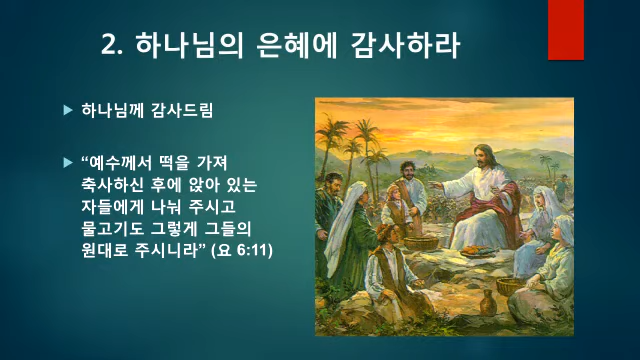 2. 하나님의 은혜에 감사하라
하나님께 감사드림
“예수께서 떡을 가져
축사하신 후에 앉아 있는
자들에게 나눠 주시고
물고기도 그렇게 그들의
원대로 주시니라” (요 6:11)